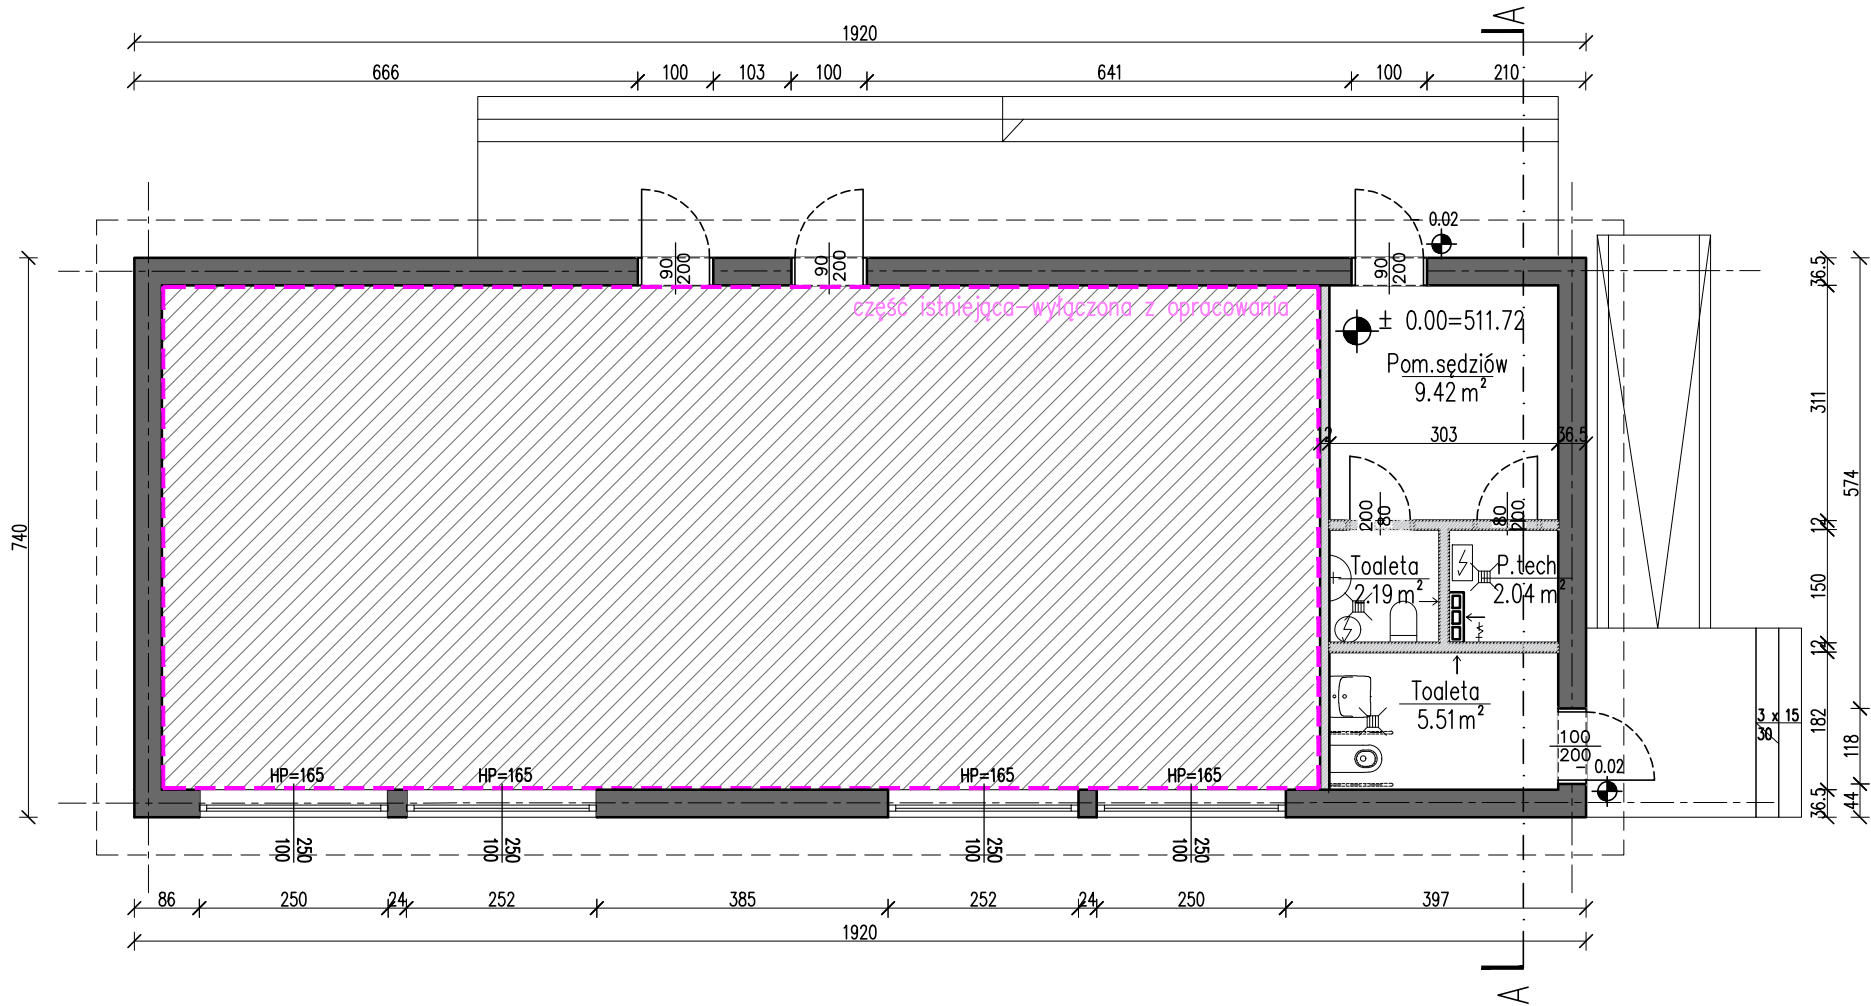 A
1920
666 100 103 100 641 100 210
- 0.02
90
200
90
200
90
200
część istniejąca-wyłączona z opracowania
± 0.00=511.72
Pom.sędziów
9.42 m²
12 303 36.5
200
80
80
200
Toaleta
2.19 m²
P.tech
2.04 m²
Toaleta
5.51 m²
100
200
- 0.02
3 x 15
30
740
36.5
311
12
150
12
182
36.5
574
118
44
HP=165 HP=165 HP=165 HP=165
250
100
250
100
250
100
250
100
86 250 24 252 385 252 24 250 397
1920
A